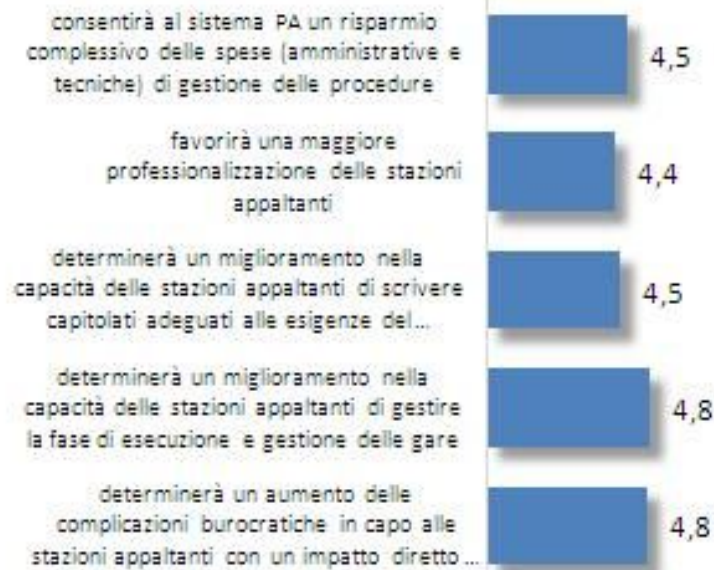 consentirà al sistema PA un risparmio
complessivo delle spese (amministrative e
tecniche) di gestione delle procedure
4,5
favorirà una maggiore
professionalizzazione delle stazioni
appaltanti
4,4
determinerà un miglioramento nella
capacità delle stazioni appaltanti di scrivere
capitolati adeguati alle esigenze del...
4,5
determinerà un miglioramento nella
capacità delle stazioni appaltanti di gestire
la fase di esecuzione e gestione delle gare
4,8
determinerà un aumento delle
complicazioni burocratiche in capo alle
stazioni appaltanti con un impatto diretto ...
4,8